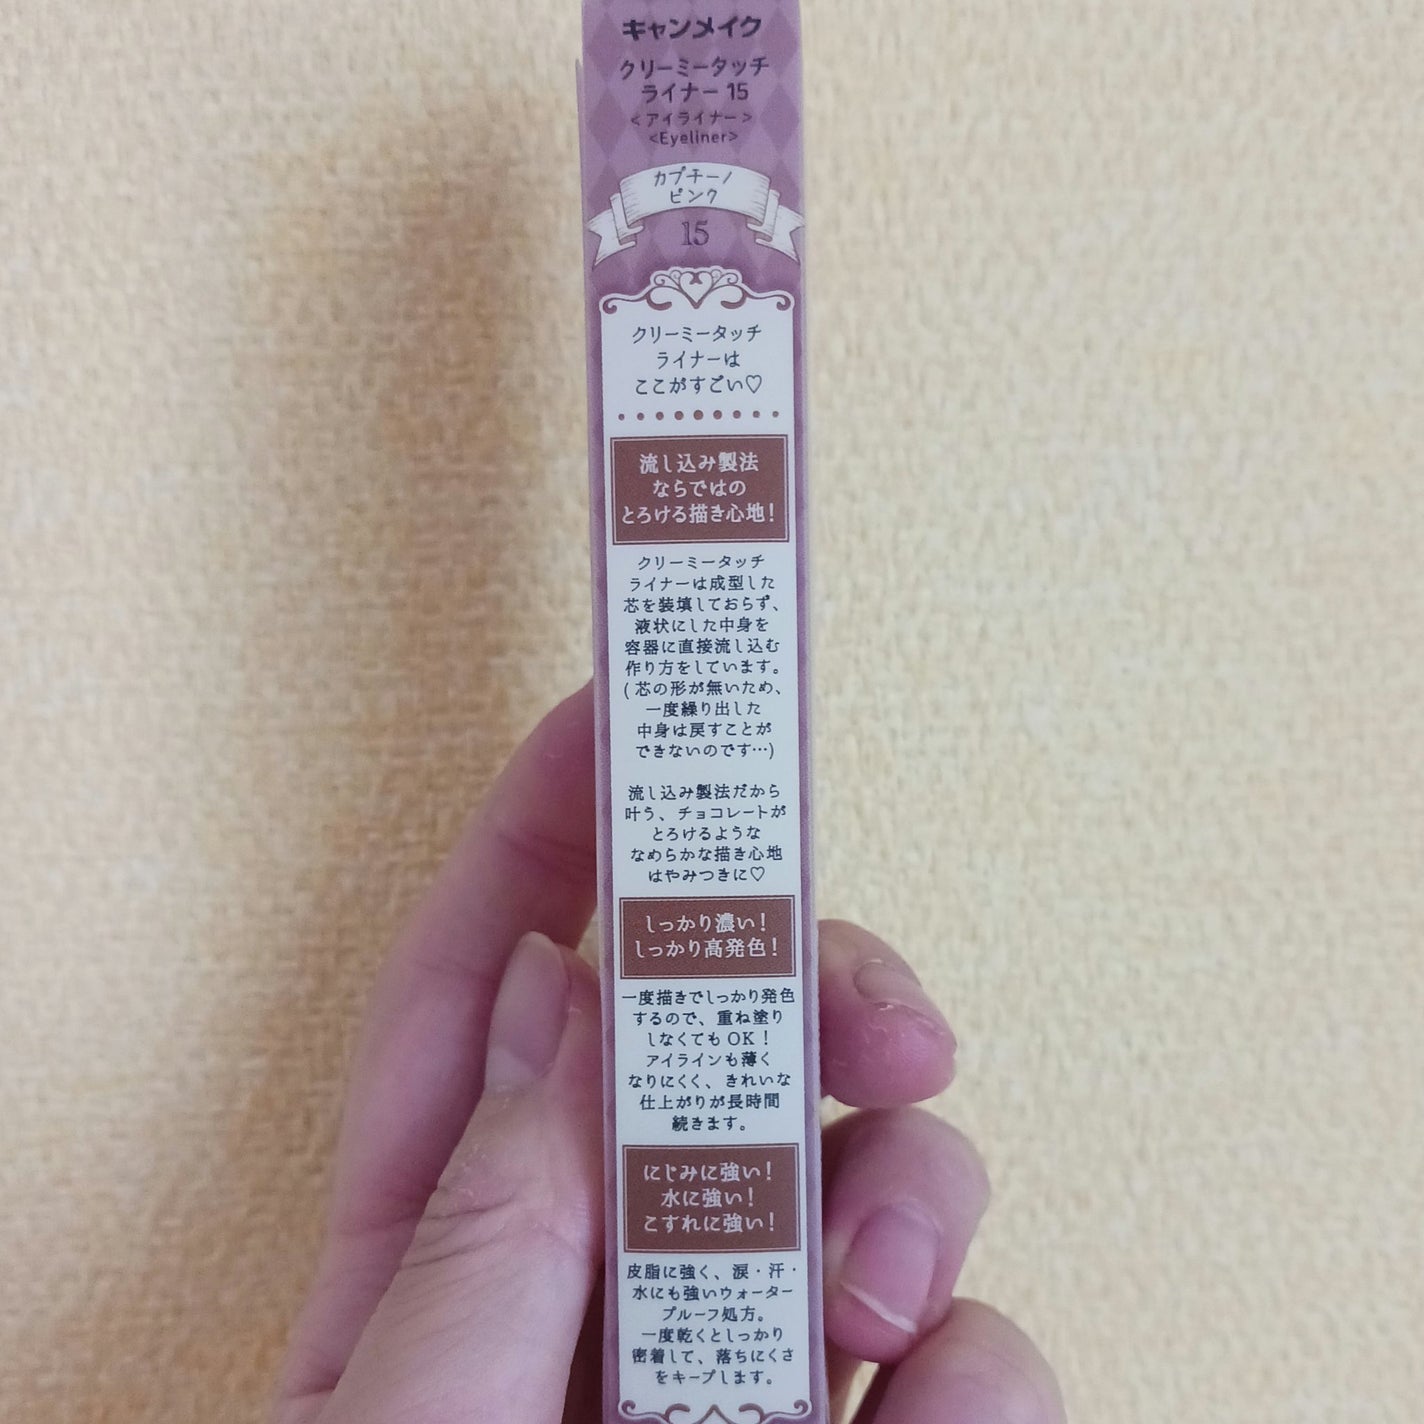 キャンメイク
クリーミータッチ
ライナー 15
<アイライナー>
<Eyeliner>
カプチーノ
ピンク
15
クリーミータッチ
ライナーは
ここがすごい♡
流し込み製法
ならではの
とろける描き心地!
クリーミータッチ
ライナーは成型した
芯を装填しておらず、
液状にした中身を
容器に直接流し込む
作り方をしています。
(芯の形が無いため、
一度繰り出した
中身は戻すことが
できないのです…)
流し込み製法だから
叶う、チョコレートが
とろけるような
なめらかな描き心地
はやみつきに♡
しっかり濃い!
しっかり高発色!
一度描きでしっかり発色
するので、重ね塗り
しなくてもOK!
アイラインも薄く
なりにくく、きれいな
仕上がりが長時間
続きます。
にじみに強い!
水に強い!
こすれに強い!
皮脂に強く、涙・汗・
水にも強いウォーター
プルーフ処方。
一度乾くとしっかり
密着して、落ちにくさ
をキープします。